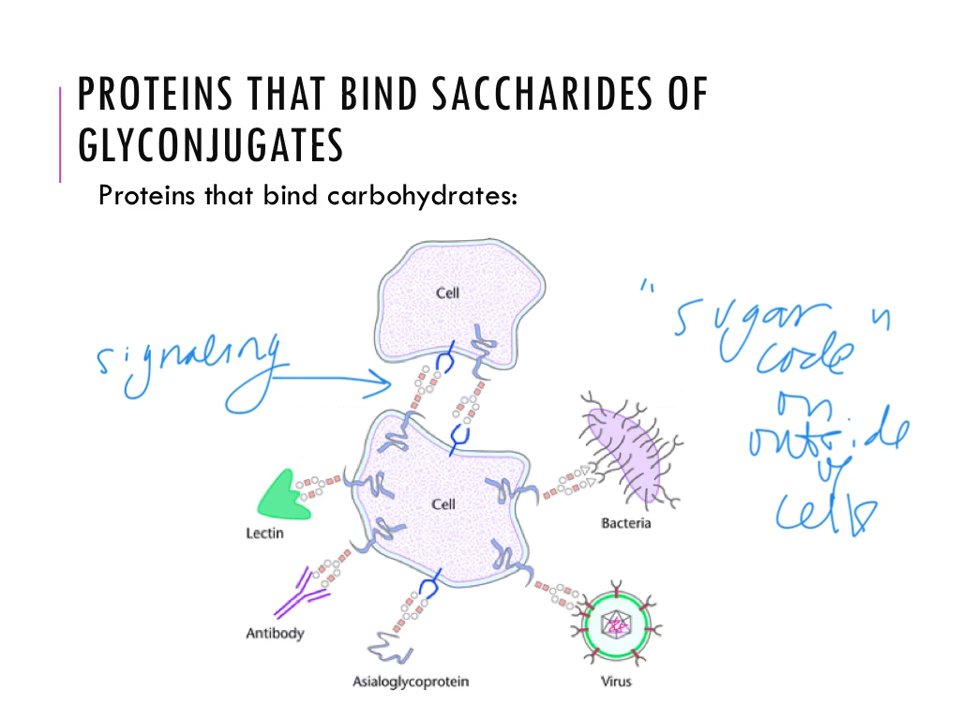 PROTEINS THAT BIND SACCHARIDES OF
GLYCONJUGATES
Proteins that bind carbohydrates:
Cell
signaling
"sugar"
code
on
outside
of
cells
Cell
Bacteria
Lectin
Antibody
Asialoglycoprotein
Virus